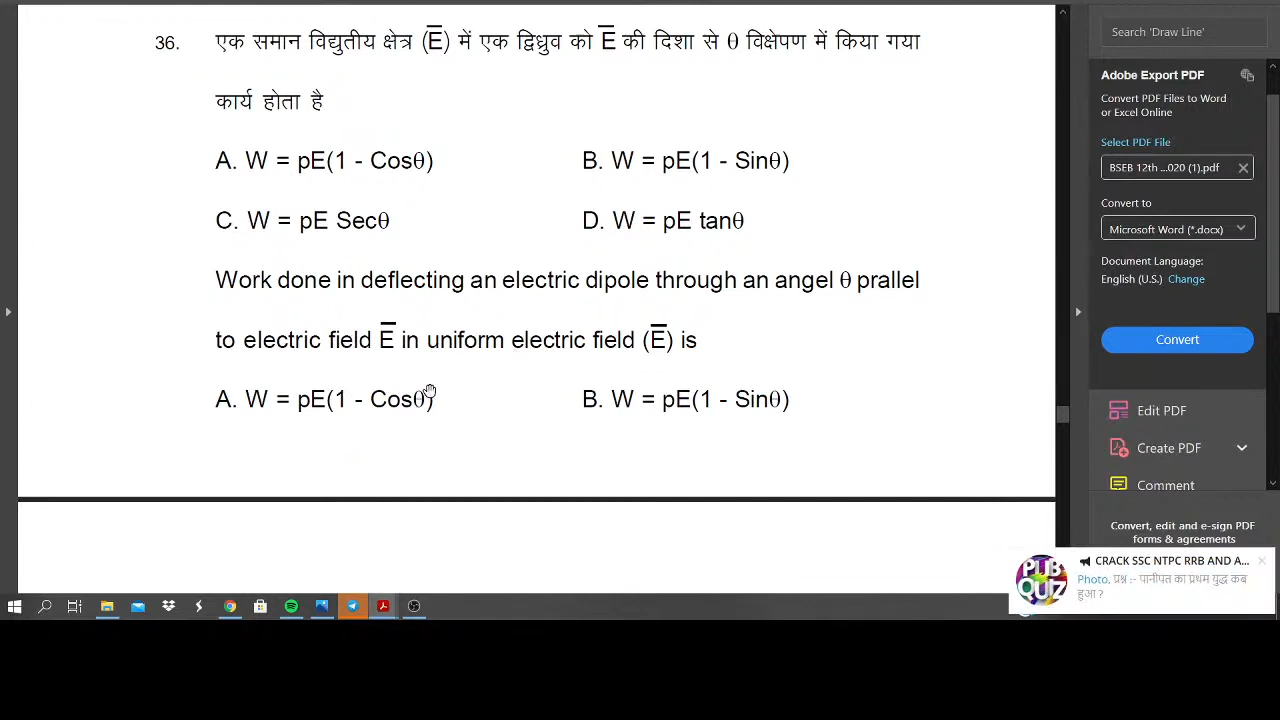 36. एक समान विद्युतीय क्षेत्र (E̅) में एक द्विध्रुव को E̅ की दिशा से θ विक्षेपण में किया गया
कार्य होता है
A. W = pE(1 - Cosθ) B. W = pE(1 - Sinθ)
C. W = pE Secθ D. W = pE tanθ
Work done in deflecting an electric dipole through an angel θ prallel
to electric field E̅ in uniform electric field (E̅) is
A. W = pE(1 - Cosθ) B. W = pE(1 - Sinθ)
Search 'Draw Line'
Adobe Export PDF
Convert PDF Files to Word
or Excel Online
Select PDF File
BSEB 12th ...020 (1).pdf
Convert to
Microsoft Word (*.docx)
Document Language:
English (U.S.) Change
Convert
Edit PDF
Create PDF
Comment
Convert, edit and e-sign PDF
forms & agreements
PUB QUIZ
CRACK SSC NTPC RRB AND A...
Photo, प्रश्न :- पानीपत का प्रथम युद्ध कब
हुआ ?